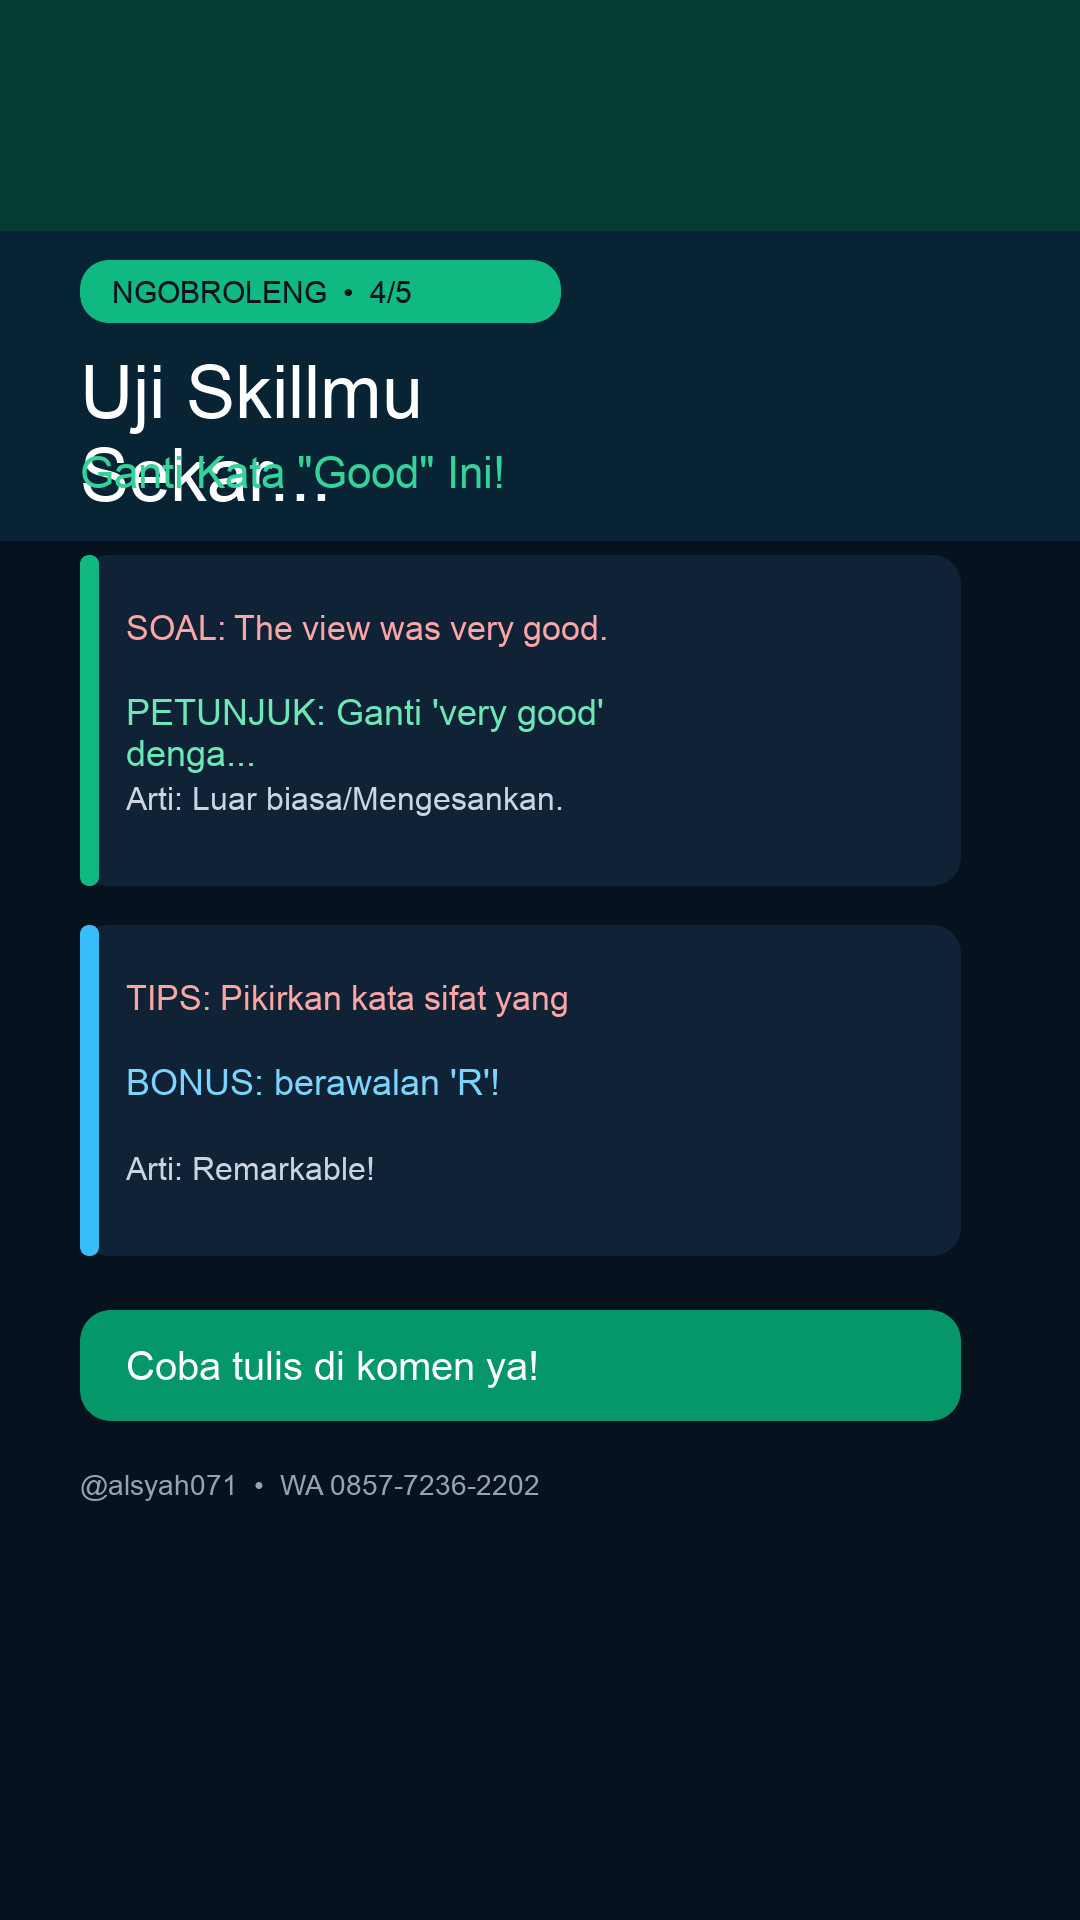 NGOBROLENG • 4/5
Uji Skillmu
Sekar...
Ganti Kata "Good" Ini!
SOAL: The view was very good.
PETUNJUK: Ganti 'very good'
denga...
Arti: Luar biasa/Mengesankan.
TIPS: Pikirkan kata sifat yang
BONUS: berawalan 'R'!
Arti: Remarkable!
Coba tulis di komen ya!
@alsyah071 • WA 0857-7236-2202